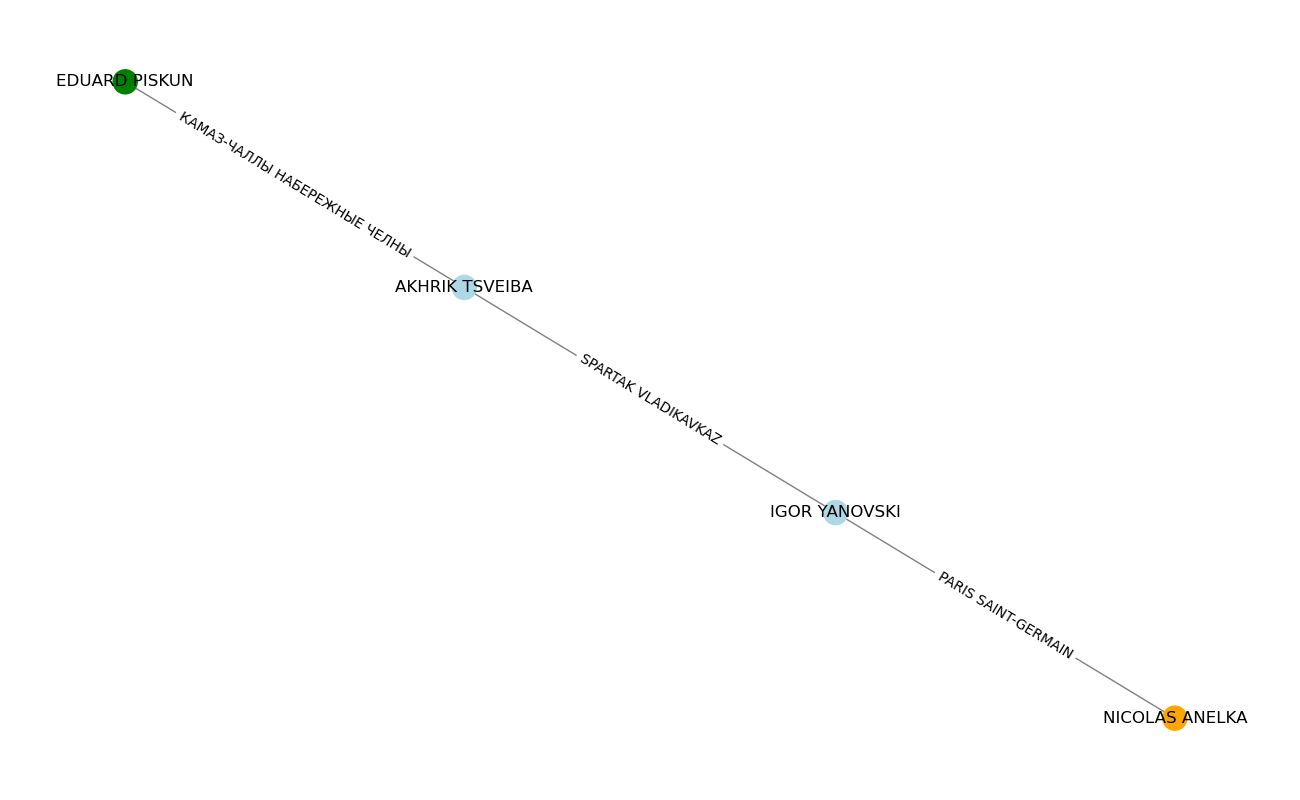 EDUARD PISKUN
КАМАЗ-ЧАЛЛЫ НАБЕРЕЖНЫЕ ЧЕЛНЫ
AKHRIK TSVEIBA
SPARTAK VLADIKAVKAZ
IGOR YANOVSKI
PARIS SAINT-GERMAIN
NICOLAS ANELKA